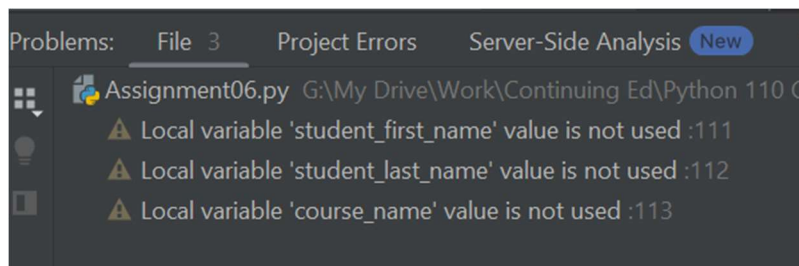 Problems: File 3 Project Errors Server-Side Analysis New
Assignment06.py G:\My Drive\Work\Continuing Ed\Python 110 C
Local variable 'student_first_name' value is not used :111
Local variable 'student_last_name' value is not used :112
Local variable 'course_name' value is not used :113